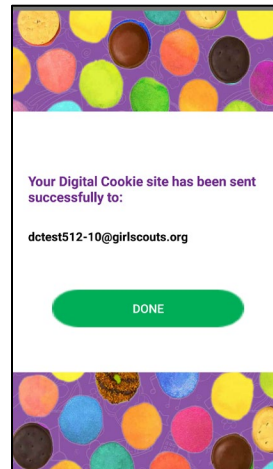 Your Digital Cookie site has been sent
successfully to:
dctest512-10@girlscouts.org
DONE